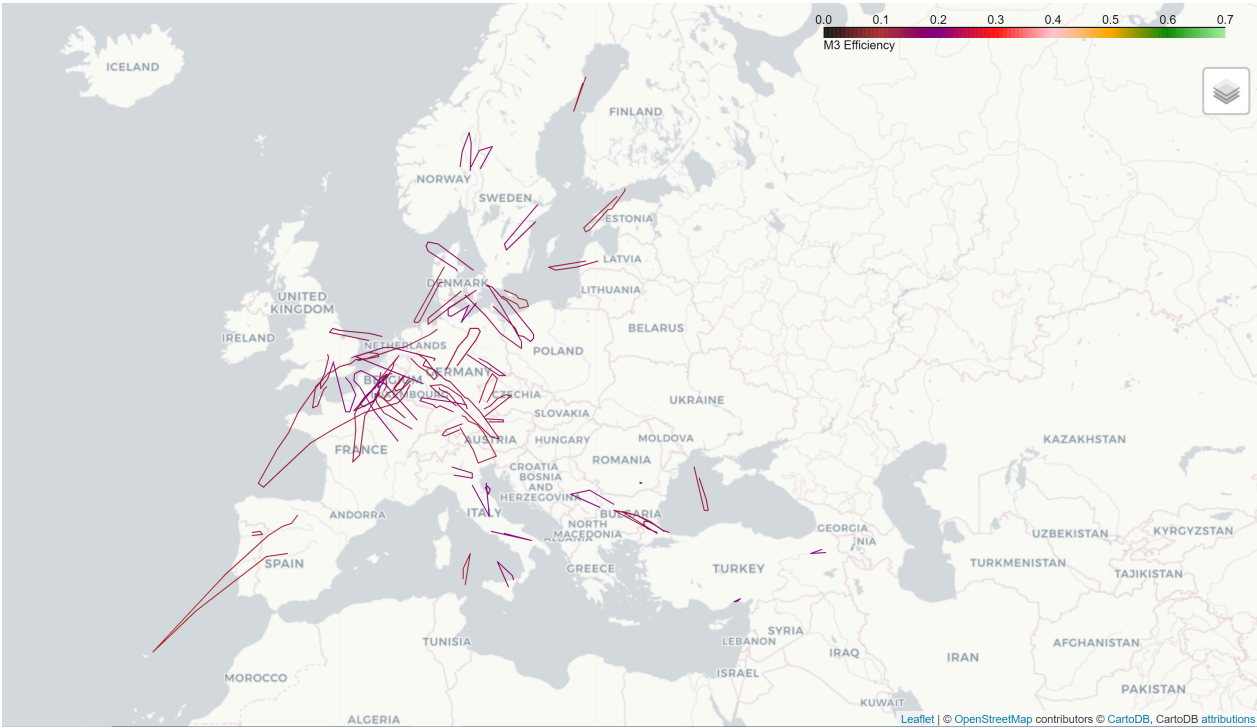 0.0 0.1 0.2 0.3 0.4 0.5 0.6 0.7
M3 Efficiency
ICELAND
FINLAND
NORWAY
SWEDEN
ESTONIA
LATVIA
DENMARK
LITHUANIA
UNITED
KINGDOM
IRELAND
BELARUS
NETHERLANDS
POLAND
GERMANY
BELGIUM
LUXEMBOURG
CZECHIA
UKRAINE
SLOVAKIA
AUSTRIA
HUNGARY
MOLDOVA
KAZAKHSTAN
FRANCE
ROMANIA
CROATIA
BOSNIA
AND
HERZEGOVINA
ANDORRA
ITALY
BULGARIA
NORTH
MACEDONIA
ALBANIA
GEORGIA
UZBEKISTAN
KYRGYZSTAN
SPAIN
GREECE
TURKEY
TURKMENISTAN
TAJIKISTAN
TUNISIA
SYRIA
LEBANON
IRAQ
IRAN
AFGHANISTAN
MOROCCO
ISRAEL
PAKISTAN
KUWAIT
ALGERIA
Leaflet | © OpenStreetMap contributors © CartoDB, CartoDB attributions